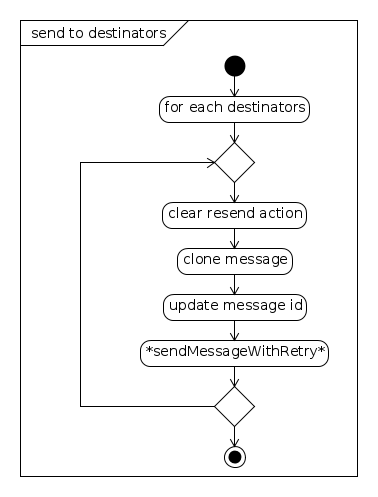 send to destinators
for each destinators
clear resend action
clone message
update message id
*sendMessageWithRetry*